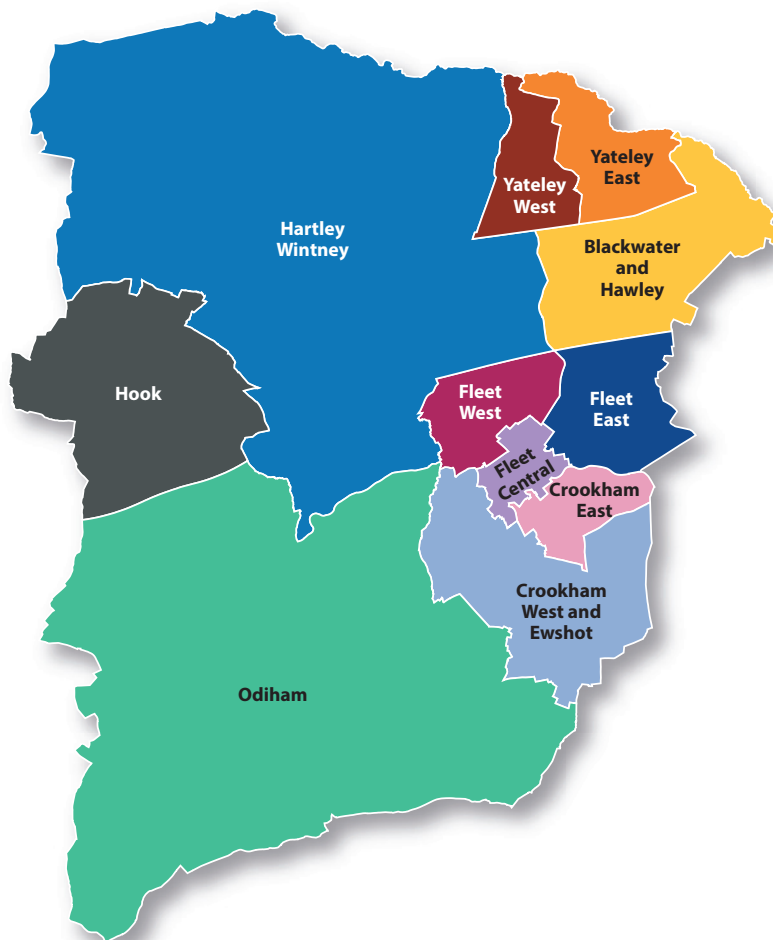 Yateley
East
Yateley
West
Hartley
Wintney
Blackwater
and
Hawley
Hook
Fleet
West
Fleet
East
Fleet
Central
Crookham
East
Crookham
West and
Ewshot
Odiham